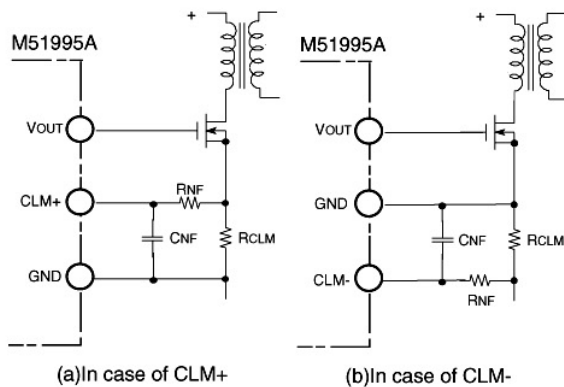 M51995A
+
VOUT
CLM+
RNF
CNF
RCLM
GND
(a)In case of CLM+
M51995A
+
VOUT
GND
CNF
RCLM
CLM-
RNF
(b)In case of CLM-